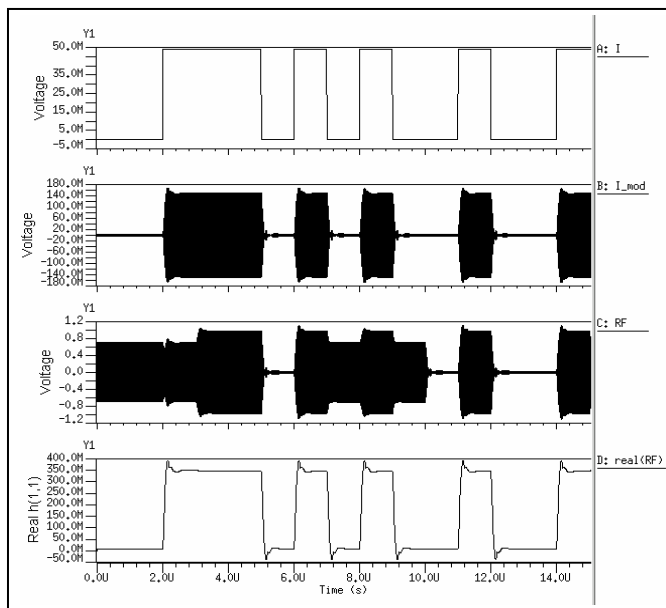 Y1
A: I
50.0M
35.0M
25.0M
15.0M
5.0M
-5.0M
Voltage
Y1
B: I_mod
180.0M
140.0M
100.0M
60.0M
20.0M
-20.0M
-60.0M
-100.0M
-140.0M
-180.0M
Voltage
Y1
C: RF
1.2
0.8
0.4
0.0
-0.4
-0.8
-1.2
Voltage
Y1
D: real(RF)
400.0M
350.0M
300.0M
250.0M
200.0M
150.0M
100.0M
50.0M
0.0M
-50.0M
Real h(1,1)
0.0U
2.0U
4.0U
6.0U
8.0U
10.0U
12.0U
14.0U
Time (s)